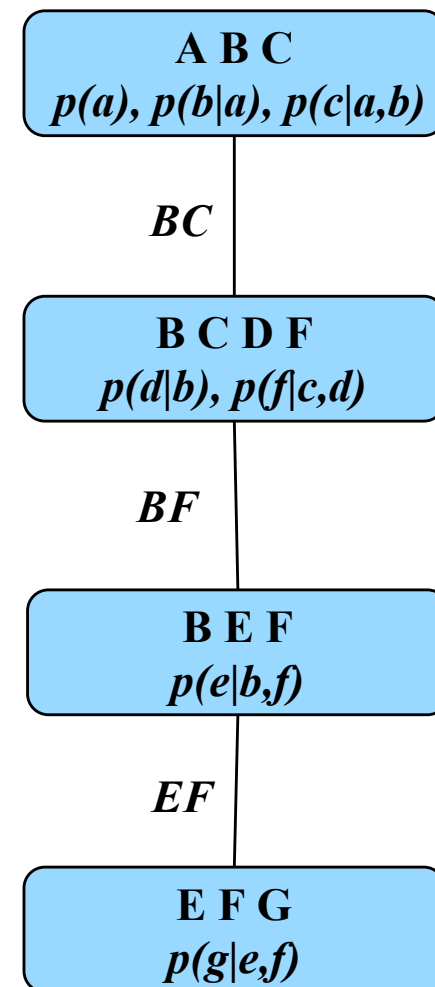 A B C
p(a), p(b|a), p(c|a,b)
BC
B C D F
p(d|b), p(f|c,d)
BF
B E F
p(e|b,f)
EF
E F G
p(g|e,f)